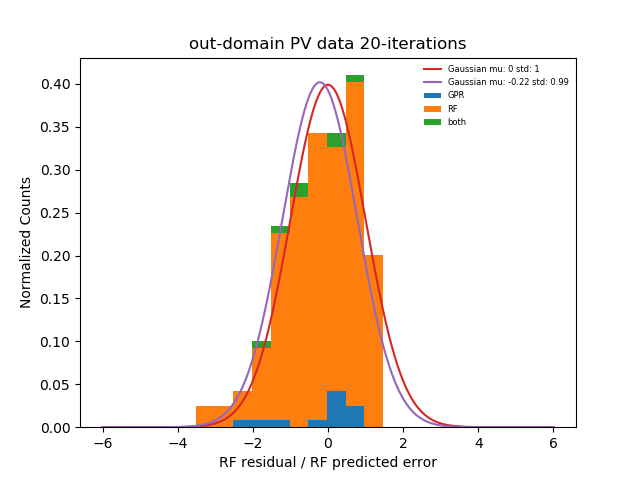 out-domain PV data 20-iterations
Gaussian mu: 0 std: 1
Gaussian mu: -0.22 std: 0.99
GPR
RF
both
Normalized Counts
0.40
0.35
0.30
0.25
0.20
0.15
0.10
0.05
0.00
−6 −4 −2 0 2 4 6
RF residual / RF predicted error